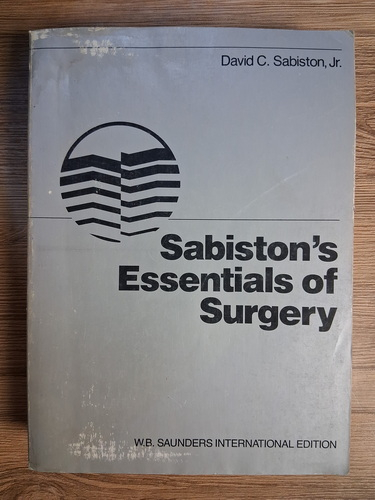 David C. Sabiston, Jr.
Sabiston's
Essentials of
Surgery
W.B. SAUNDERS INTERNATIONAL EDITION